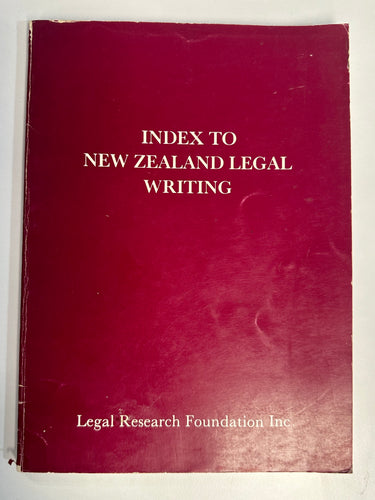 INDEX TO
NEW ZEALAND LEGAL
WRITING
Legal Research Foundation Inc.